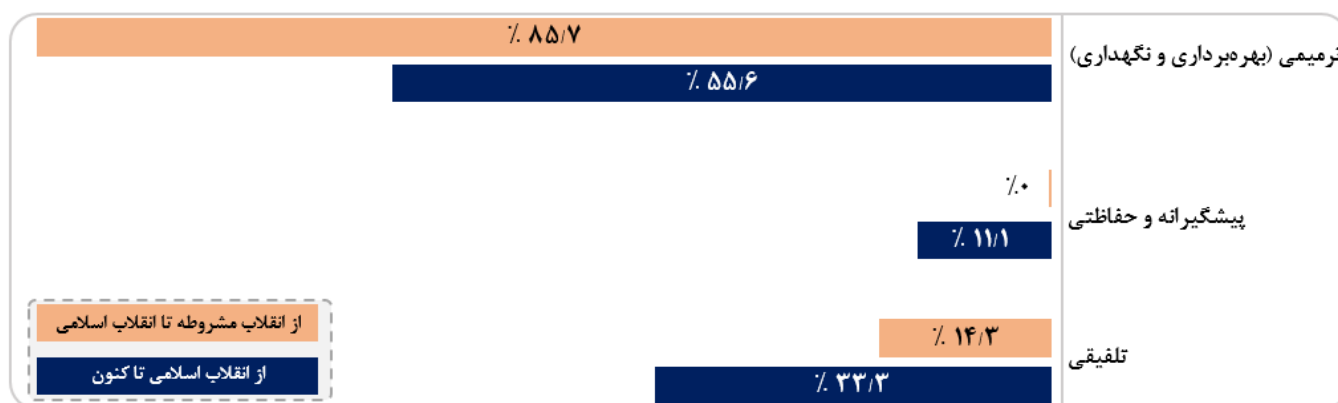 ترمیمی (بهره‌برداری و نگهداری)
٪ ۸۵/۷
٪ ۵۵/۶
پیشگیرانه و حفاظتی
٪۰
٪ ۱۱/۱
تلفیقی
٪ ۱۴/۳
٪ ۳۳/۳
از انقلاب مشروطه تا انقلاب اسلامی
از انقلاب اسلامی تا کنون